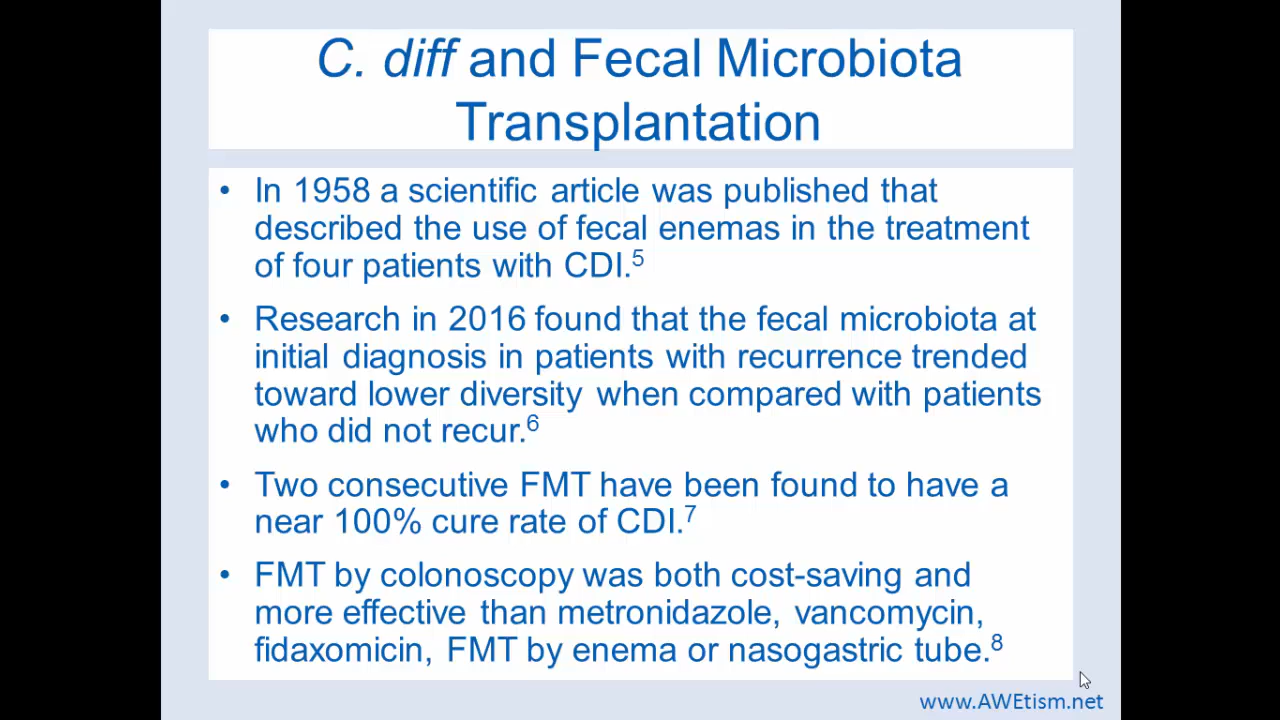 C. diff and Fecal Microbiota
Transplantation
• In 1958 a scientific article was published that
described the use of fecal enemas in the treatment
of four patients with CDI.5
• Research in 2016 found that the fecal microbiota at
initial diagnosis in patients with recurrence trended
toward lower diversity when compared with patients
who did not recur.6
• Two consecutive FMT have been found to have a
near 100% cure rate of CDI.7
• FMT by colonoscopy was both cost-saving and
more effective than metronidazole, vancomycin,
fidaxomicin, FMT by enema or nasogastric tube.8
www.AWEtism.net